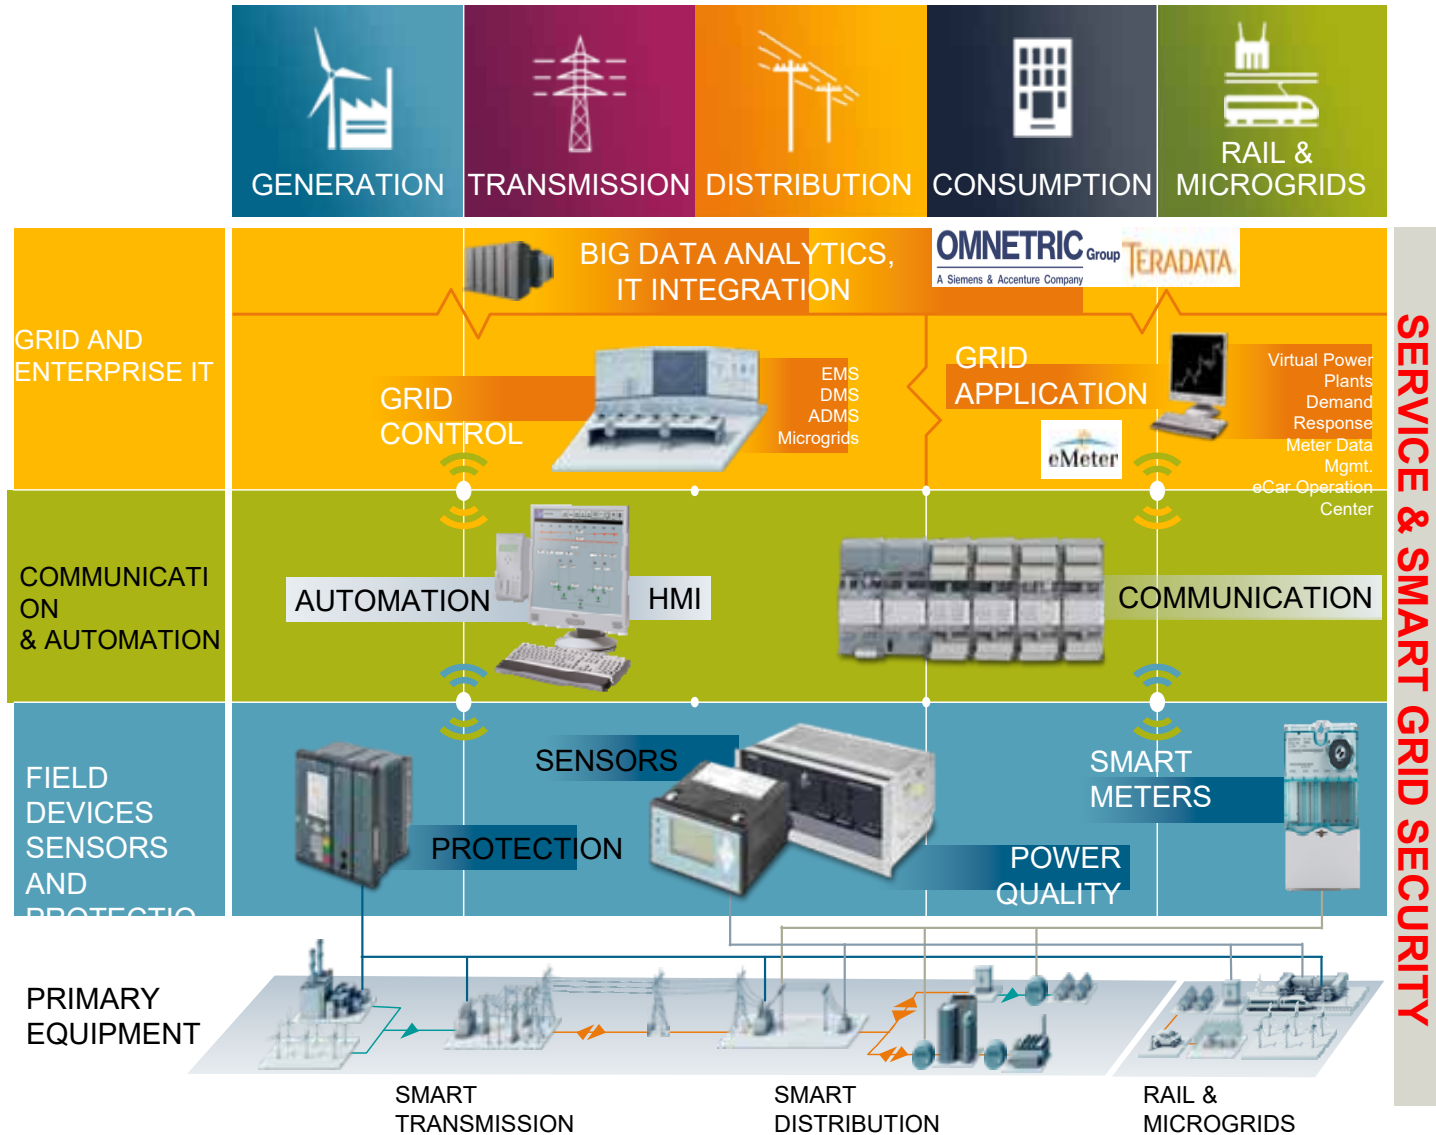 GENERATION
TRANSMISSION
DISTRIBUTION
CONSUMPTION
RAIL &
MICROGRIDS
GRID AND
ENTERPRISE IT
BIG DATA ANALYTICS,
IT INTEGRATION
OMNETRIC Group
A Siemens & Accenture Company
TERADATA
GRID
CONTROL
EMS
DMS
ADMS
Microgrids
GRID
APPLICATION
eMeter
Virtual Power
Plants
Demand
Response
Meter Data
Mgmt.
eCar Operation
Center
COMMUNICATI
ON
& AUTOMATION
AUTOMATION
HMI
COMMUNICATION
FIELD
DEVICES
SENSORS
AND
PROTECTIO
PROTECTION
SENSORS
POWER
QUALITY
SMART
METERS
PRIMARY
EQUIPMENT
SMART
TRANSMISSION
SMART
DISTRIBUTION
RAIL &
MICROGRIDS
SERVICE & SMART GRID SECURITY